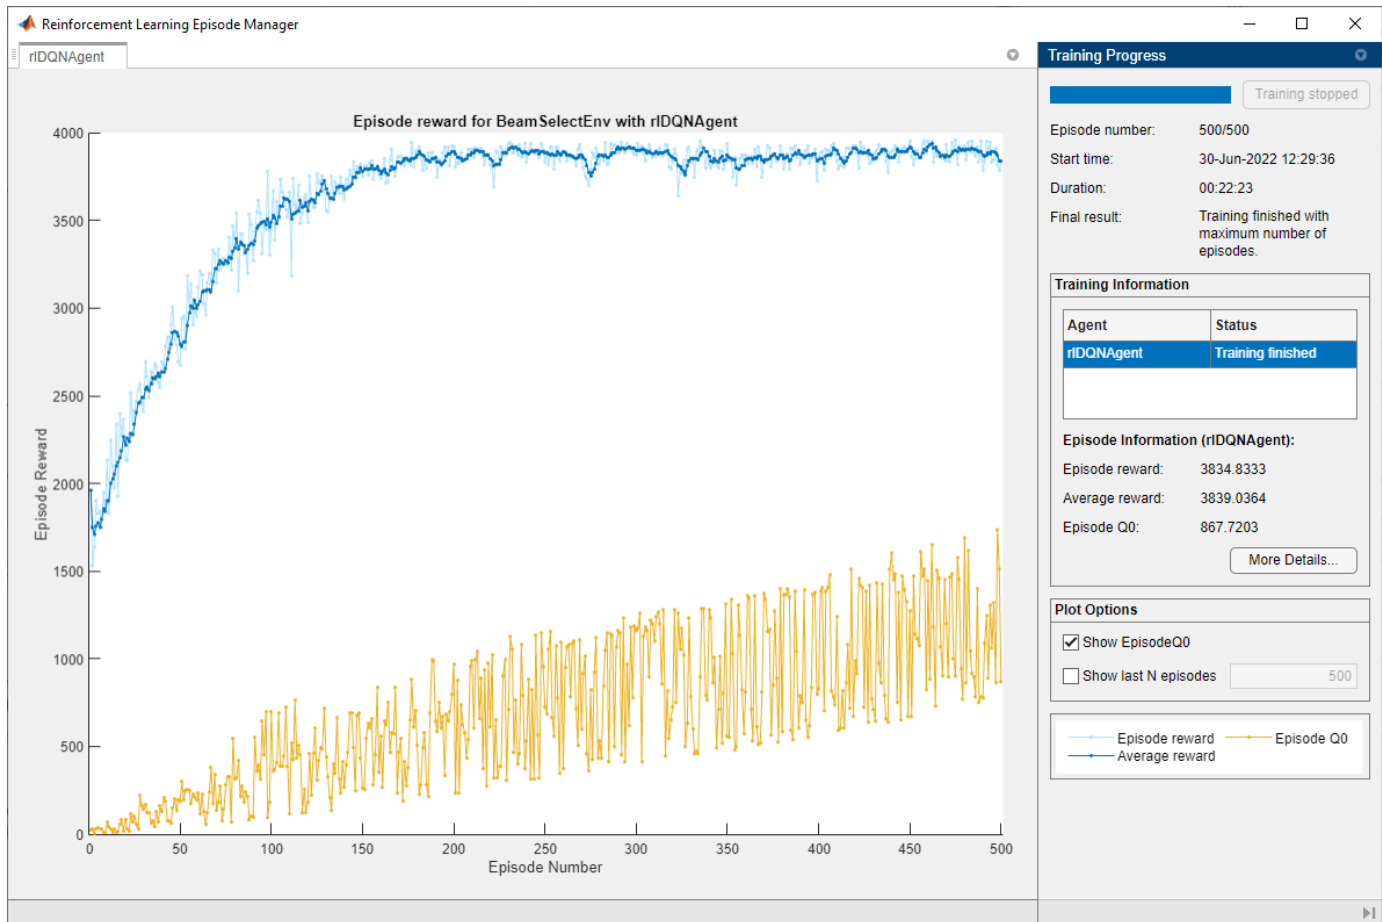 Reinforcement Learning Episode Manager
rlDQNAgent
Episode reward for BeamSelectEnv with rlDQNAgent
4000
3500
3000
2500
2000
1500
1000
500
0
Episode Reward
0 50 100 150 200 250 300 350 400 450 500
Episode Number
Training Progress
Training stopped
Episode number: 500/500
Start time: 30-Jun-2022 12:29:36
Duration: 00:22:23
Final result: Training finished with
maximum number of
episodes.
Training Information
Agent Status
rlDQNAgent Training finished
Episode Information (rlDQNAgent):
Episode reward: 3834.8333
Average reward: 3839.0364
Episode Q0: 867.7203
More Details...
Plot Options
Show EpisodeQ0
Show last N episodes 500
Episode reward Episode Q0
Average reward